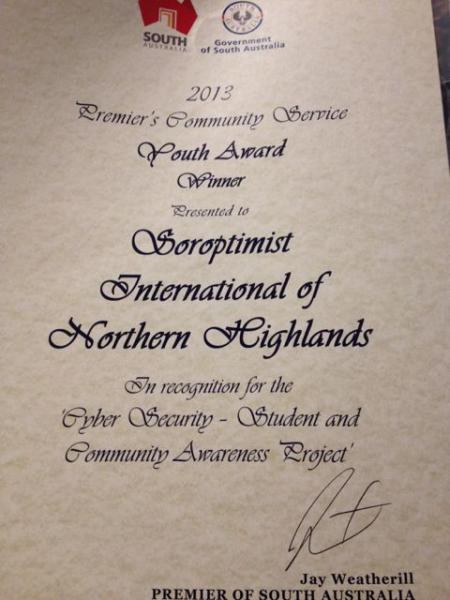 SOUTH
AUSTRALIA
Government
of South Australia
2013
Premier's Community Service
Youth Award
Winner
Presented to
Soroptimist
International of
Northern Highlands
In recognition for the
'Cyber Security - Student and
Community Awareness Project'
Jay Weatherill
PREMIER OF SOUTH AUSTRALIA